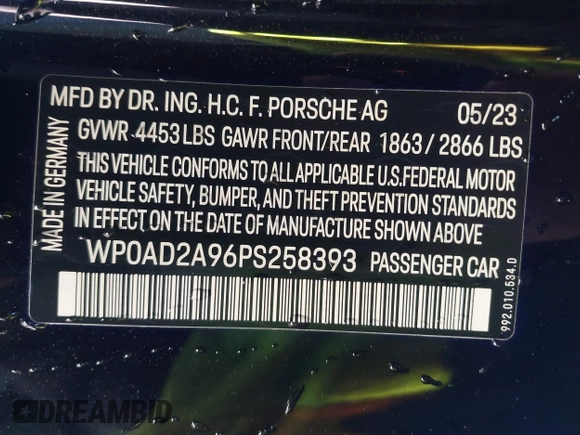 MFD BY DR. ING. H.C. F. PORSCHE AG 05/23
GVWR 4453 LBS GAWR FRONT/REAR 1863 / 2866 LBS
THIS VEHICLE CONFORMS TO ALL APPLICABLE U.S.FEDERAL MOTOR
VEHICLE SAFETY, BUMPER, AND THEFT PREVENTION STANDARDS
IN EFFECT ON THE DATE OF MANUFACTURE SHOWN ABOVE
WP0AD2A96PS258393 PASSENGER CAR
MADE IN GERMANY
992.010.534.D
DREAMBID